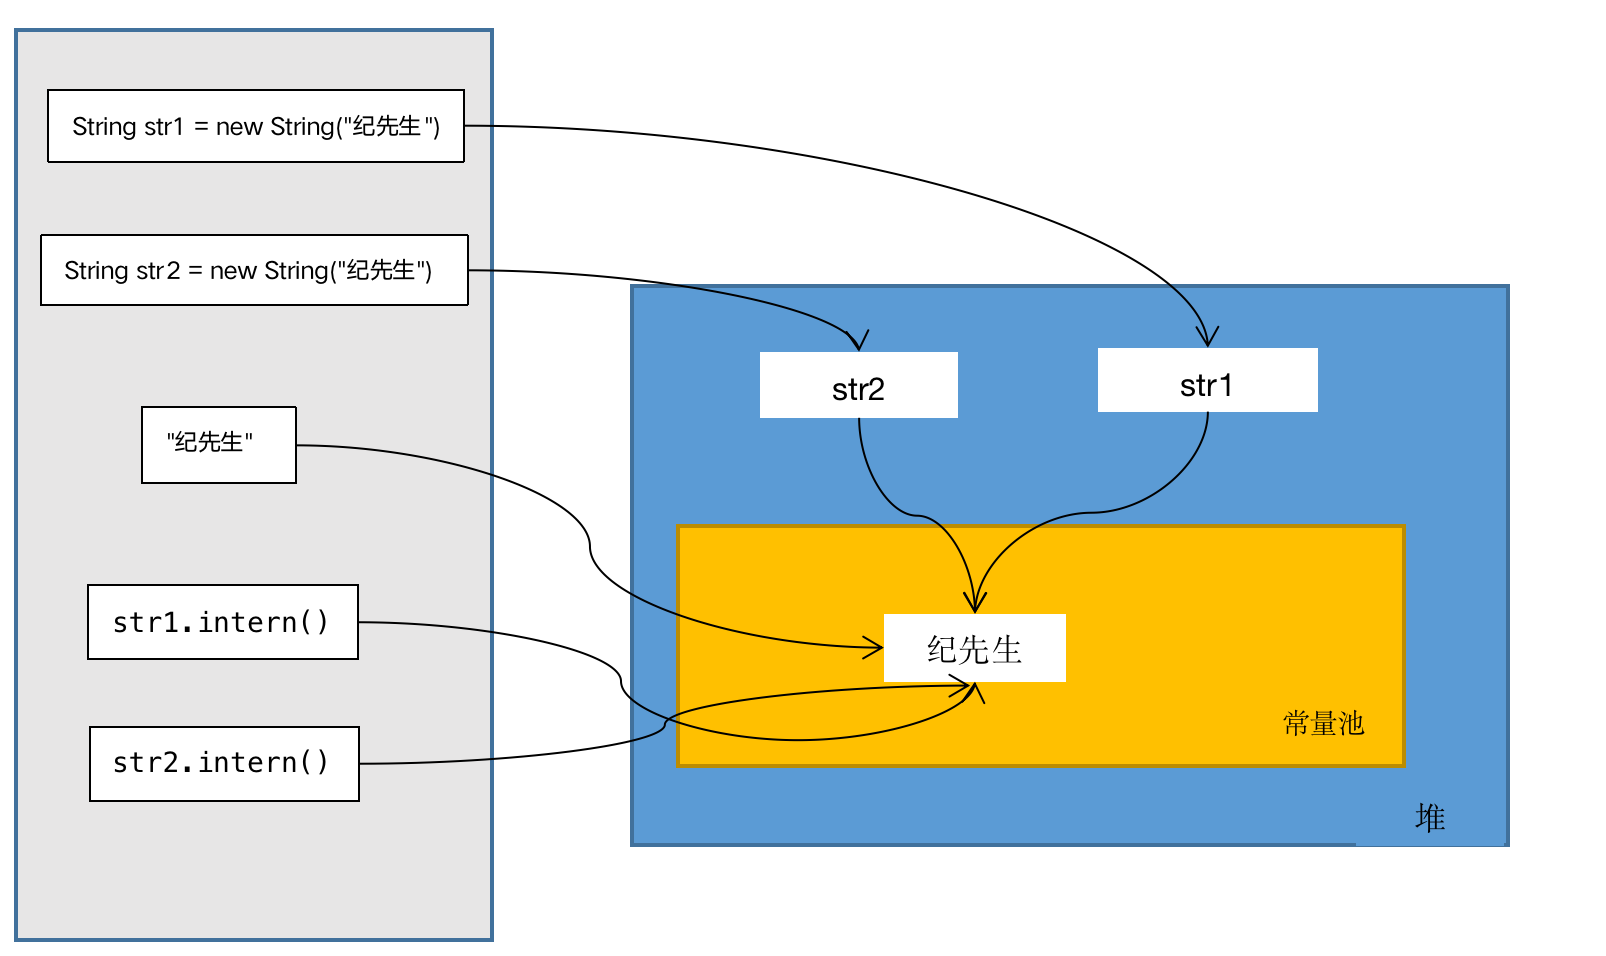 String str1 = new String("纪先生")
String str2 = new String("纪先生")
"纪先生"
str1.intern()
str2.intern()
str2
str1
纪先生
常量池
堆